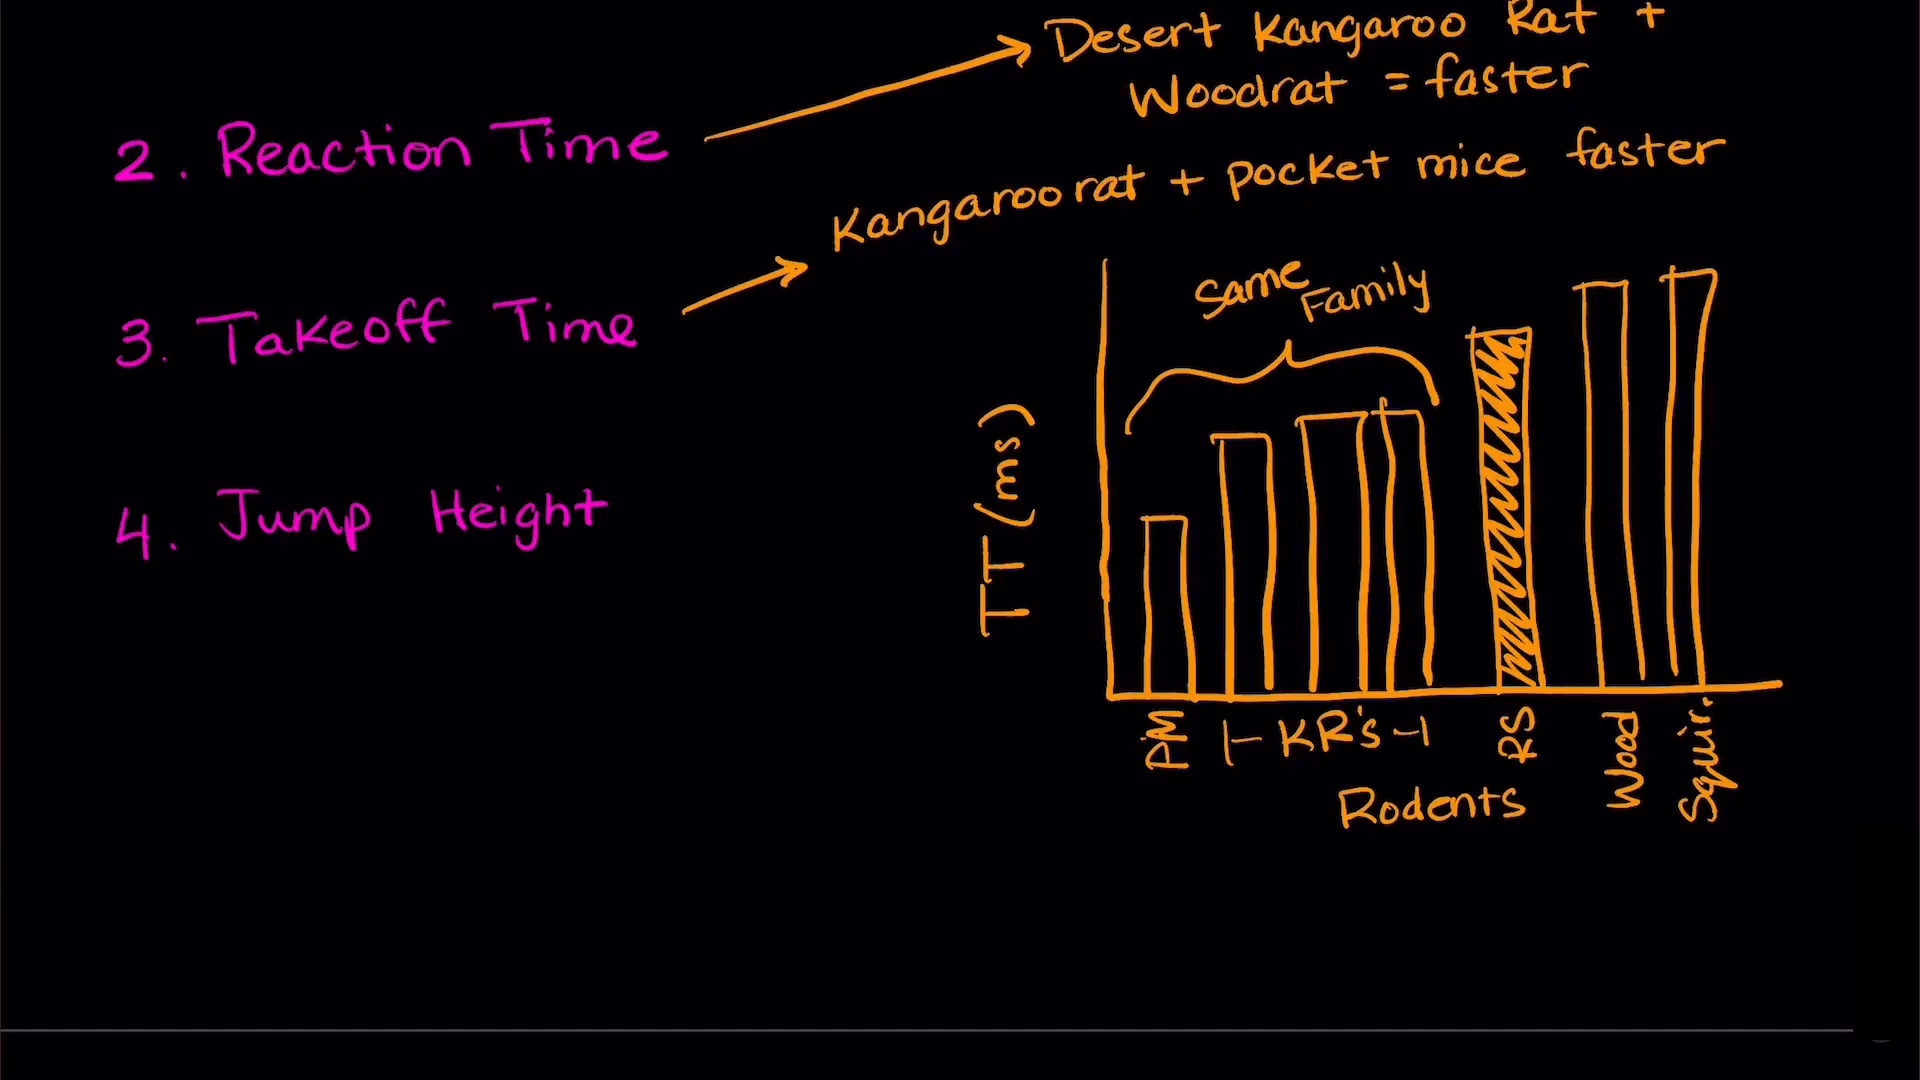 Desert Kangaroo Rat +
Woodrat = faster
2. Reaction Time
Kangaroo rat + pocket mice faster
3. Takeoff Time
Same Family
4. Jump Height
TT (ms)
PM
|- KR's -|
RS
Wood
Squir.
Rodents